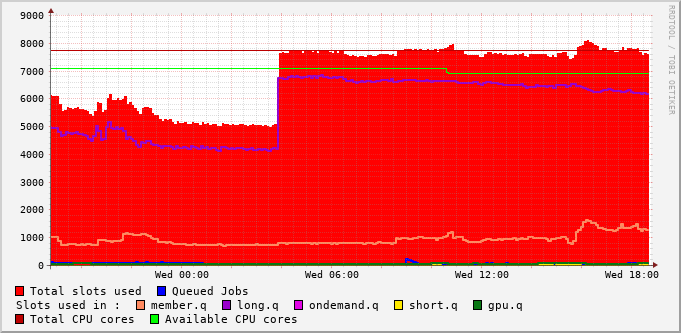 9000
8000
7000
6000
5000
4000
3000
2000
1000
0
Wed 00:00 Wed 06:00 Wed 12:00 Wed 18:00
Total slots used Queued Jobs
Slots used in : member.q long.q ondemand.q short.q gpu.q
Total CPU cores Available CPU cores
RRDTOOL / TOBI OETIKER